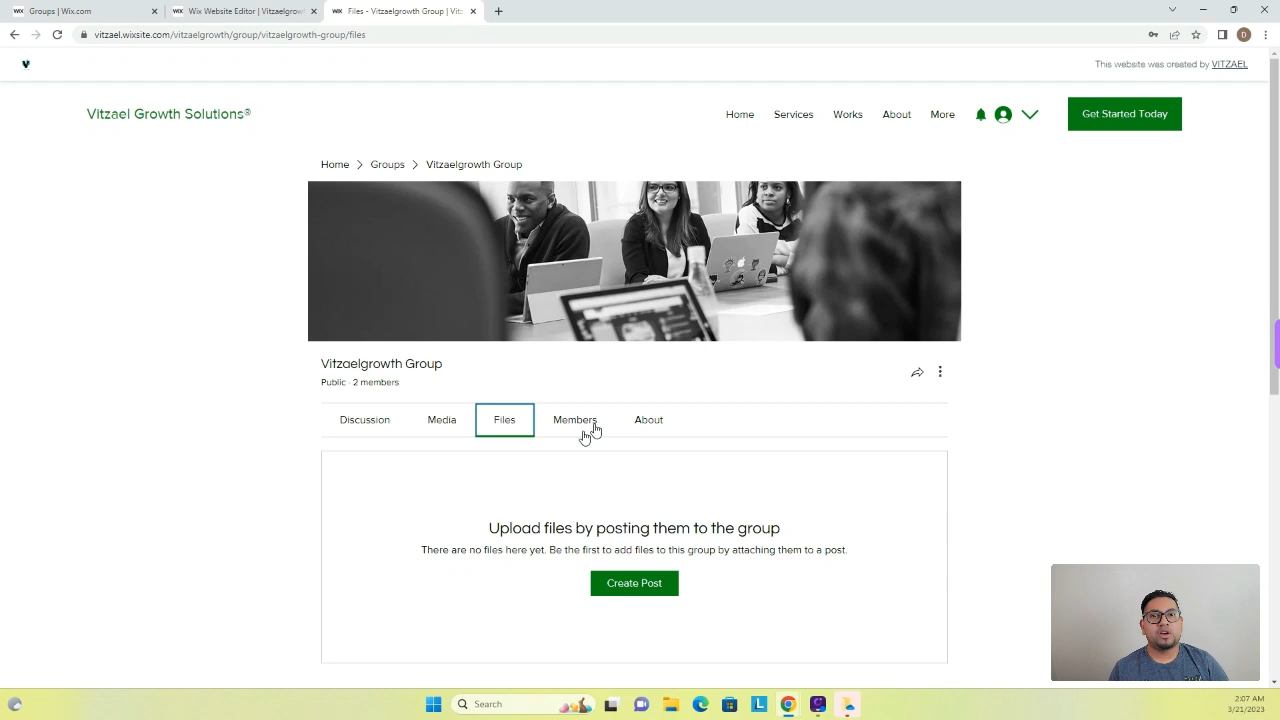 Groups | Wix.com
Wix Website Editor | Vitzaelgrowt
Files - Vitzaelgrowth Group | Vitz
vitzael.wixsite.com/vitzaelgrowth/group/vitzaelgrowth-group/files
D
This website was created by VITZAEL
Vitzael Growth Solutions®
Home
Services
Works
About
More
Get Started Today
Home > Groups > Vitzaelgrowth Group
Vitzaelgrowth Group
Public · 2 members
Discussion
Media
Files
Members
About
Upload files by posting them to the group
There are no files here yet. Be the first to add files to this group by attaching them to a post.
Create Post
Search
2:07 AM
3/21/2023